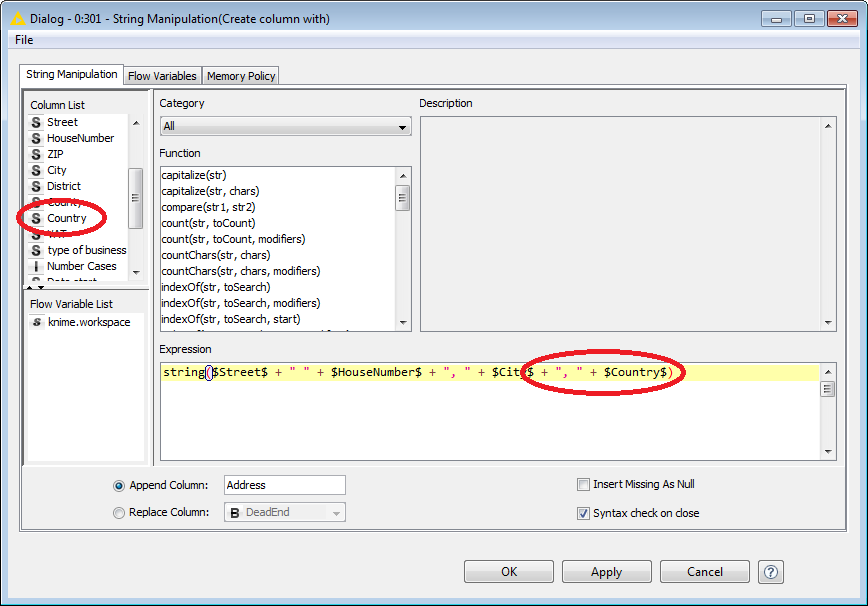 Dialog - 0:301 - String Manipulation(Create column with)
File
String Manipulation
Flow Variables
Memory Policy
Column List
Street
HouseNumber
ZIP
City
District
County
Country
VAT
type of business
Number Cases
Flow Variable List
knime.workspace
Category
All
Function
capitalize(str)
capitalize(str, chars)
compare(str1, str2)
count(str, toCount)
count(str, toCount, modifiers)
countChars(str, chars)
countChars(str, chars, modifiers)
indexOf(str, toSearch)
indexOf(str, toSearch, modifiers)
indexOf(str, toSearch, start)
Description
Expression
string($Street$ + " " + $HouseNumber$ + ", " + $City$ + ", " + $Country$)
Append Column:
Address
Replace Column:
B DeadEnd
Insert Missing As Null
Syntax check on close
OK
Apply
Cancel
?